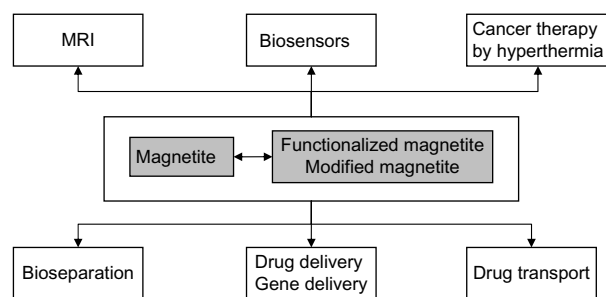 MRI
Biosensors
Cancer therapy
by hyperthermia
Magnetite
Functionalized magnetite
Modified magnetite
Bioseparation
Drug delivery
Gene delivery
Drug transport